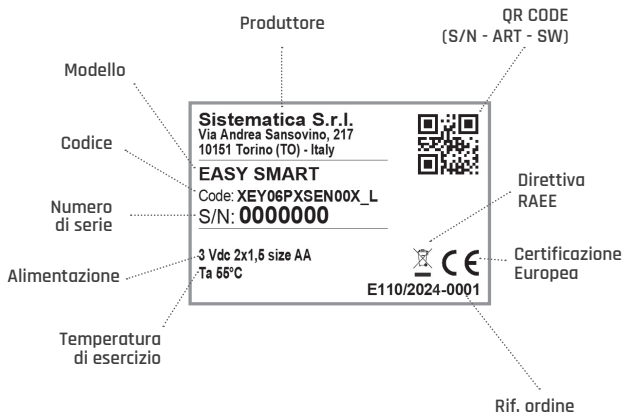 Produttore
QR CODE
(S/N - ART - SW)
Modello
Sistematica S.r.l.
Via Andrea Sansovino, 217
10151 Torino (TO) - Italy
Codice
EASY SMART
Code: XEY06PXSEN00X_L
Numero
di serie
S/N: 0000000
Direttiva
RAEE
Alimentazione
3 Vdc 2x1,5 size AA
Ta 55°C
CE
Certificazione
Europea
E110/2024-0001
Temperatura
di esercizio
Rif. ordine